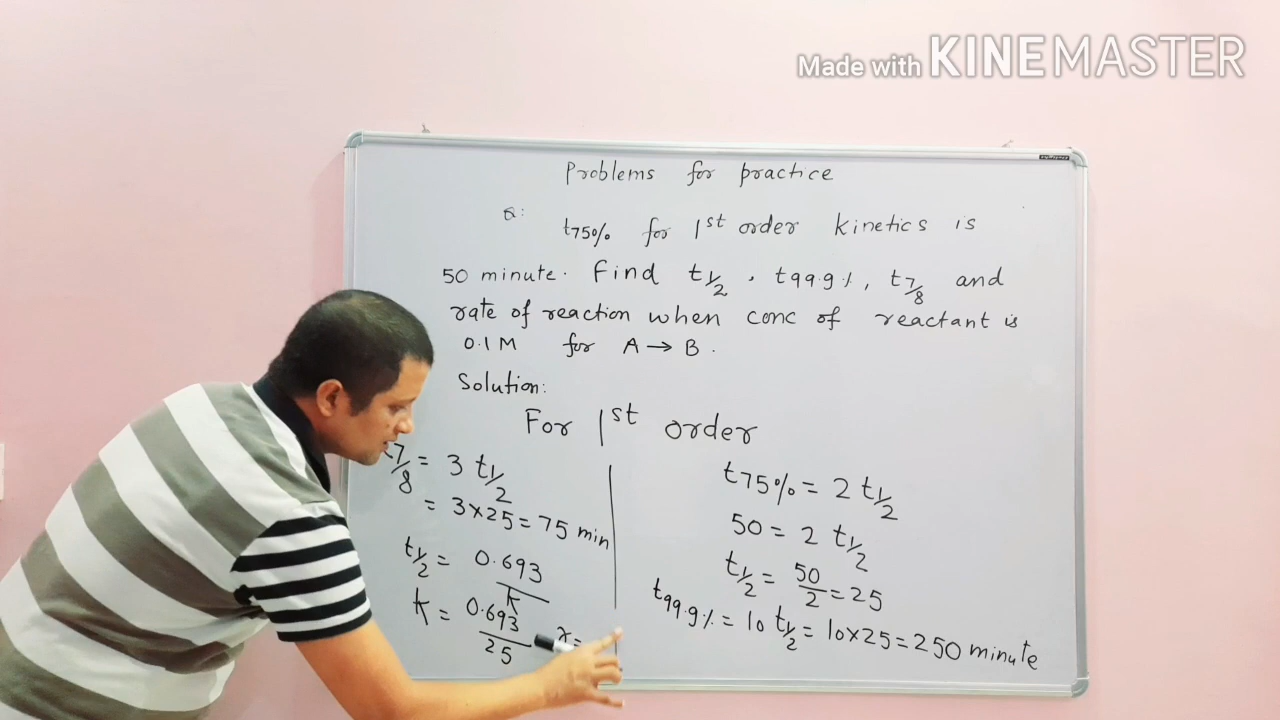 Made with KINEMASTER
Problems for practice
Q:
t75% for 1st order kinetics is
50 minute. Find t1/2, t99.9%, t7/8 and
rate of reaction when conc of reactant is
0.1M for A → B.
Solution:
For 1st order
t7/8 = 3 t1/2
= 3×25 = 75 min
t1/2 = 0.693/k
k = 0.693/25
r =
t75% = 2 t1/2
50 = 2 t1/2
t1/2 = 50/2 = 25
t99.9% = 10 t1/2 = 10×25 = 250 minute